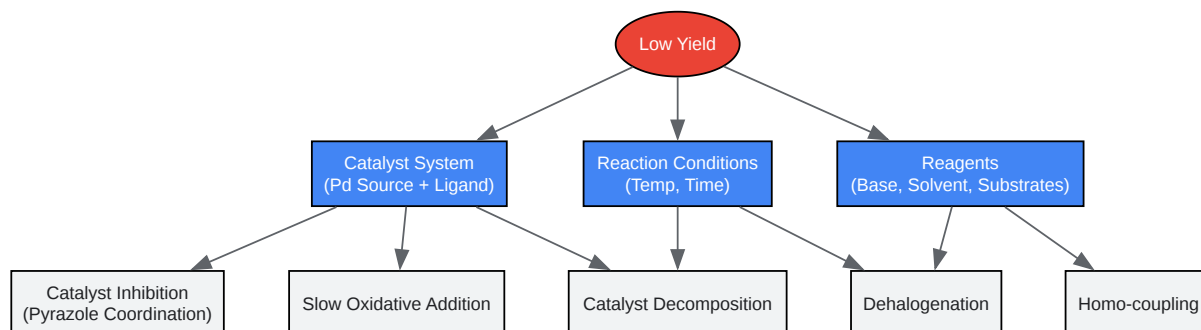 Low Yield
Catalyst System
(Pd Source + Ligand)
Reaction Conditions
(Temp, Time)
Reagents
(Base, Solvent, Substrates)
Catalyst Inhibition
(Pyrazole Coordination)
Slow Oxidative Addition
Catalyst Decomposition
Dehalogenation
Homo-coupling